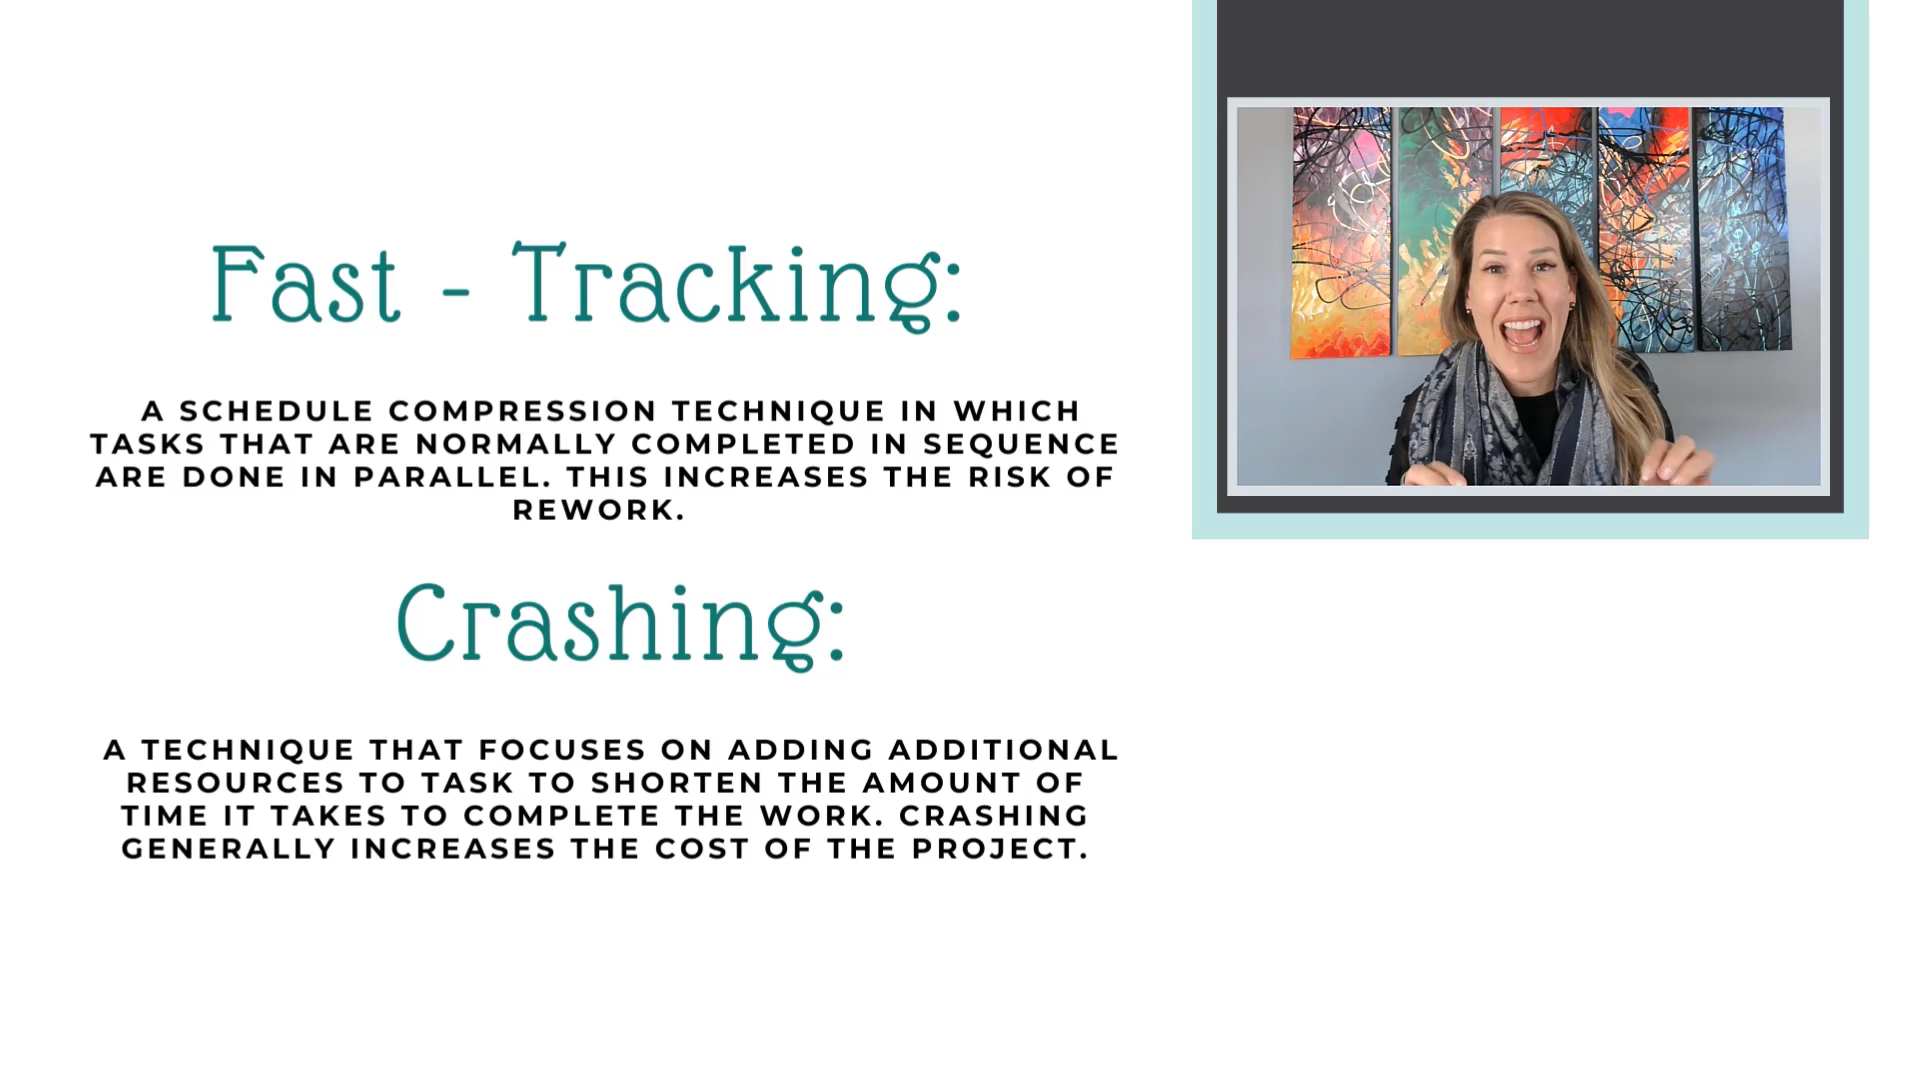 Fast - Tracking:
A SCHEDULE COMPRESSION TECHNIQUE IN WHICH
TASKS THAT ARE NORMALLY COMPLETED IN SEQUENCE
ARE DONE IN PARALLEL. THIS INCREASES THE RISK OF
REWORK.
Crashing:
A TECHNIQUE THAT FOCUSES ON ADDING ADDITIONAL
RESOURCES TO TASK TO SHORTEN THE AMOUNT OF
TIME IT TAKES TO COMPLETE THE WORK. CRASHING
GENERALLY INCREASES THE COST OF THE PROJECT.